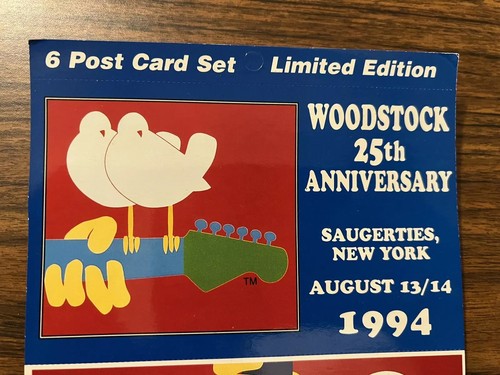 6 Post Card Set Limited Edition
WOODSTOCK
25th
ANNIVERSARY
SAUGERTIES,
NEW YORK
AUGUST 13/14
1994
TM